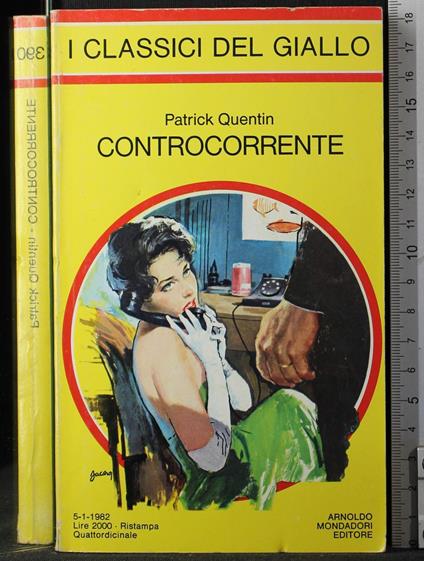 I CLASSICI DEL GIALLO
Patrick Quentin
CONTROCORRENTE
Jacono
5-1-1982
Lire 2000 - Ristampa
Quattordicinale
ARNOLDO
MONDADORI
EDITORE
390
Patrick Quentin - CONTROCORRENTE